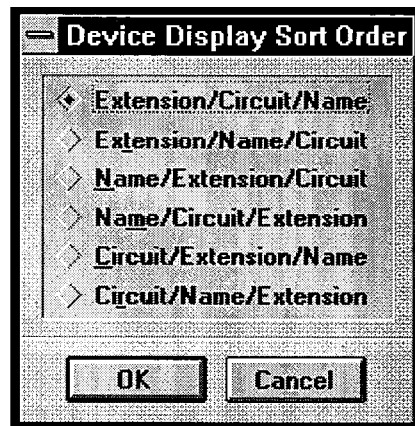 Device Display Sort Order
Extension/Circuit/Name
Extension/Name/Circuit
Name/Extension/Circuit
Name/Circuit/Extension
Circuit/Extension/Name
Circuit/Name/Extension
OK
Cancel